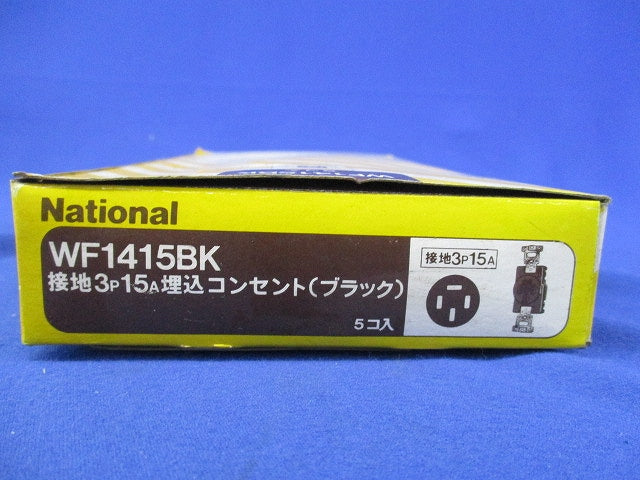 National
WF1415BK
接地3P15A埋込コンセント(ブラック)
5コ入
接地3P15A